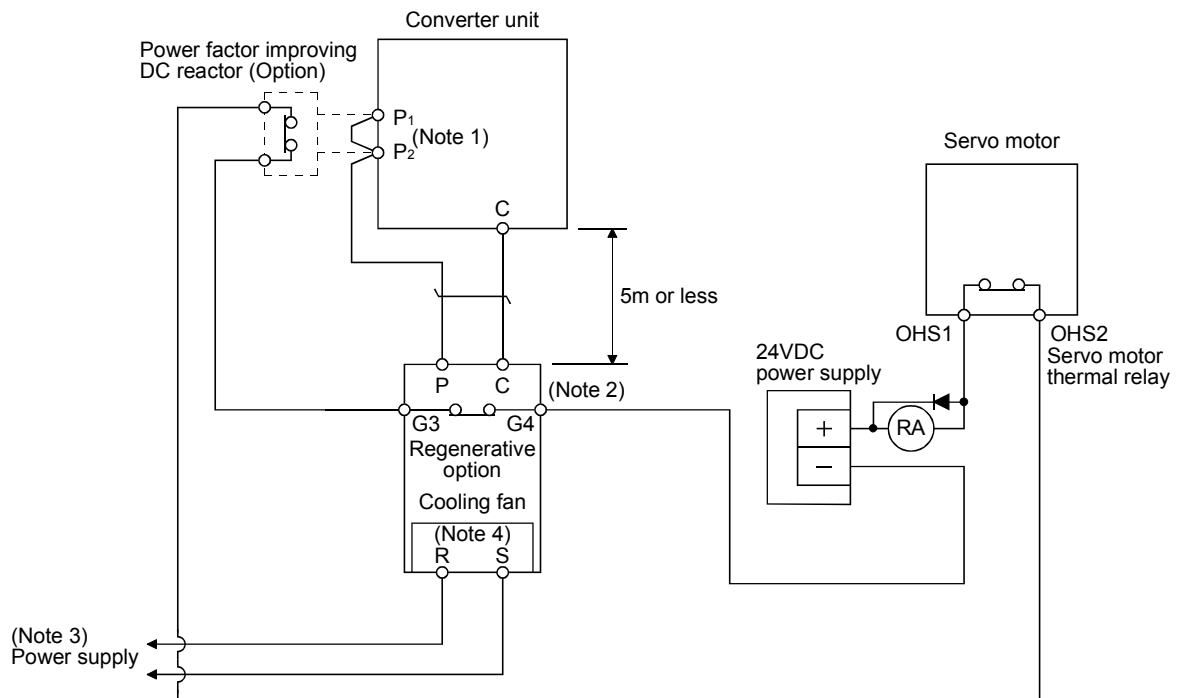 Converter unit
Power factor improving
DC reactor (Option)
P1
(Note 1)
P2
C
Servo motor
5m or less
OHS1
OHS2
Servo motor
thermal relay
24VDC
power supply
+
−
RA
P
C
(Note 2)
G3
G4
Regenerative
option
Cooling fan
(Note 4)
R
S
(Note 3)
Power supply